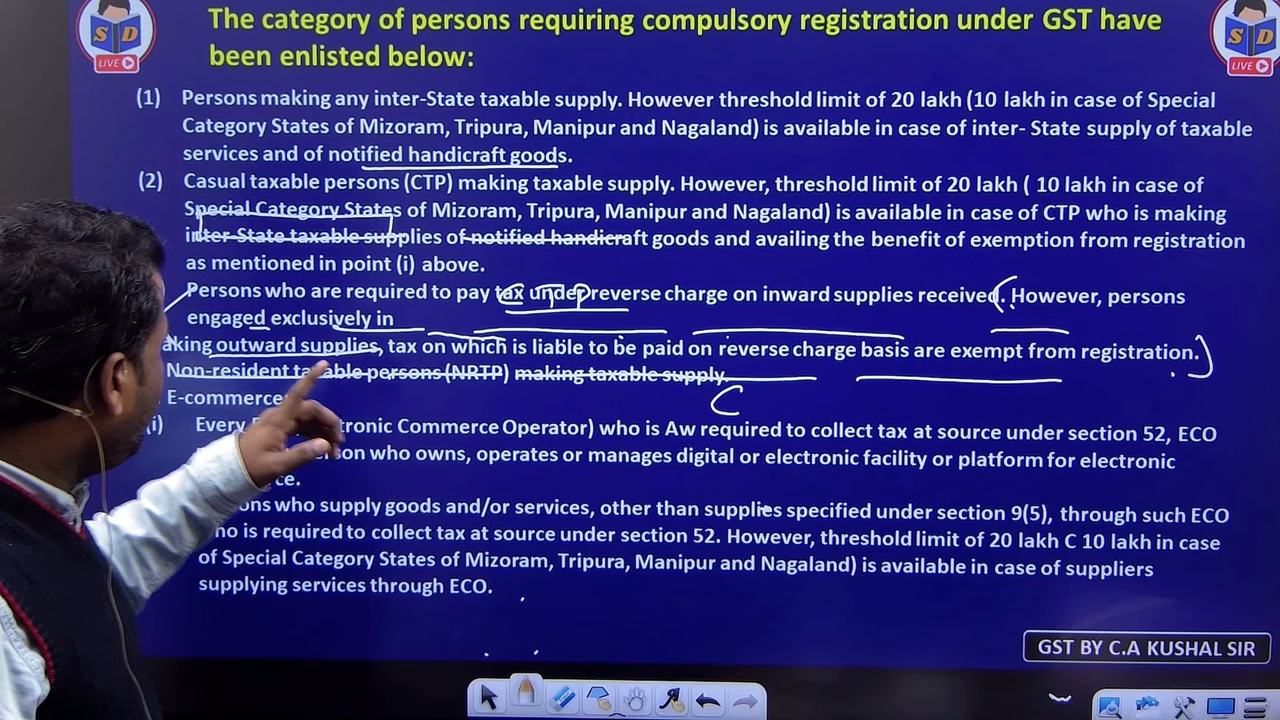 The category of persons requiring compulsory registration under GST have
been enlisted below:
S D
LIVE
S D
LIVE
(1) Persons making any inter-State taxable supply. However threshold limit of 20 lakh (10 lakh in case of Special
Category States of Mizoram, Tripura, Manipur and Nagaland) is available in case of inter- State supply of taxable
services and of notified handicraft goods.
(2) Casual taxable persons (CTP) making taxable supply. However, threshold limit of 20 lakh ( 10 lakh in case of
Special Category States of Mizoram, Tripura, Manipur and Nagaland) is available in case of CTP who is making
inter-State taxable supplies of notified handicraft goods and availing the benefit of exemption from registration
as mentioned in point (i) above.
Persons who are required to pay tax under reverse charge on inward supplies received. However, persons
CTP
engaged exclusively in
aking outward supplies, tax on which is liable to be paid on reverse charge basis are exempt from registration.
Non-resident taxable persons (NRTP) making taxable supply.
E-commerce
C
i) Every tronic Commerce Operator) who is Aw required to collect tax at source under section 52, ECO
son who owns, operates or manages digital or electronic facility or platform for electronic
ce.
ons who supply goods and/or services, other than supplies specified under section 9(5), through such ECO
ho is required to collect tax at source under section 52. However, threshold limit of 20 lakh C 10 lakh in case
of Special Category States of Mizoram, Tripura, Manipur and Nagaland) is available in case of suppliers
supplying services through ECO.
GST BY C.A KUSHAL SIR